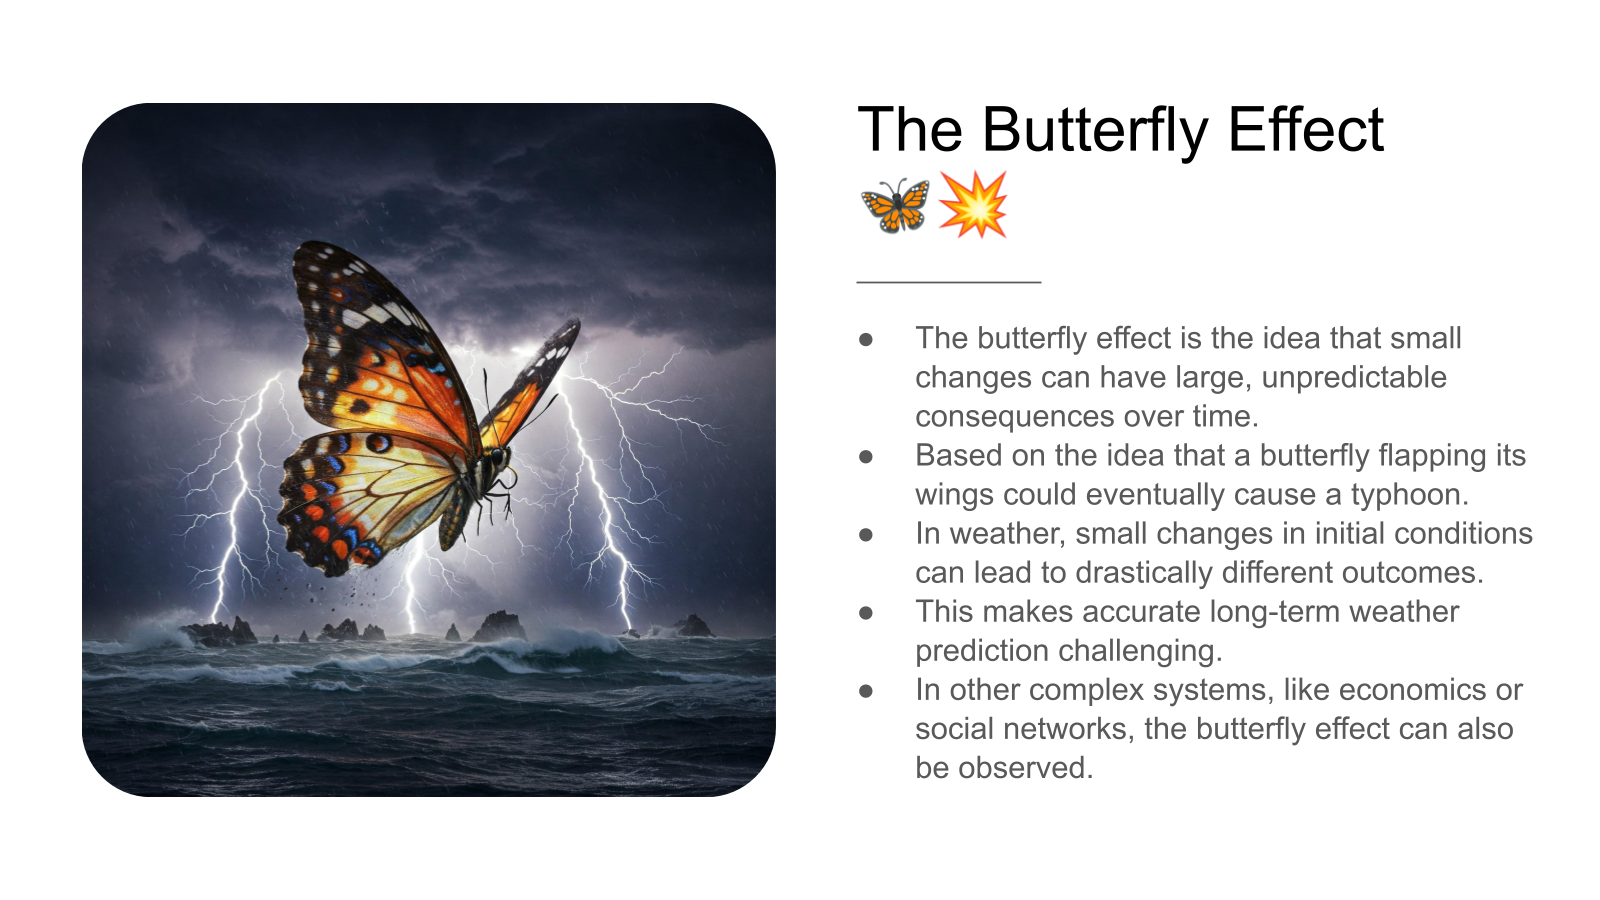 The Butterfly Effect
🦋💥
● The butterfly effect is the idea that small
changes can have large, unpredictable
consequences over time.
● Based on the idea that a butterfly flapping its
wings could eventually cause a typhoon.
● In weather, small changes in initial conditions
can lead to drastically different outcomes.
● This makes accurate long-term weather
prediction challenging.
● In other complex systems, like economics or
social networks, the butterfly effect can also
be observed.